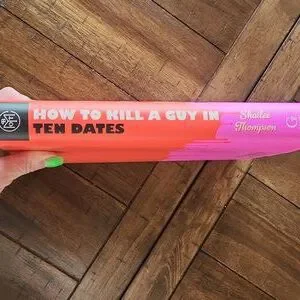 HOW TO KILL A GUY IN
TEN DATES
Shailee
Thompson